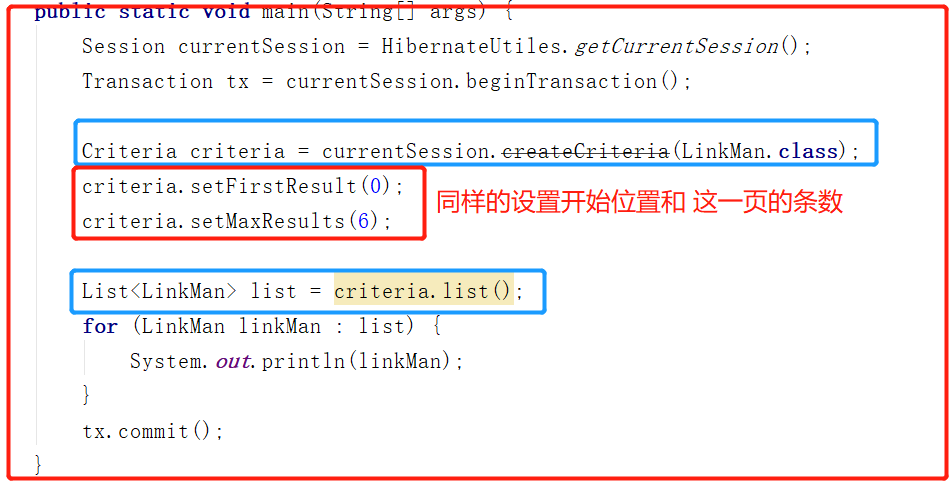 public static void main(String[] args) {
Session currentSession = HibernateUtiles.getCurrentSession();
Transaction tx = currentSession.beginTransaction();
Criteria criteria = currentSession.createCriteria(LinkMan.class);
criteria.setFirstResult(0);
criteria.setMaxResults(6);
同样的设置开始位置和 这一页的条数
List<LinkMan> list = criteria.list();
for (LinkMan linkMan : list) {
System.out.println(linkMan);
}
tx.commit();
}